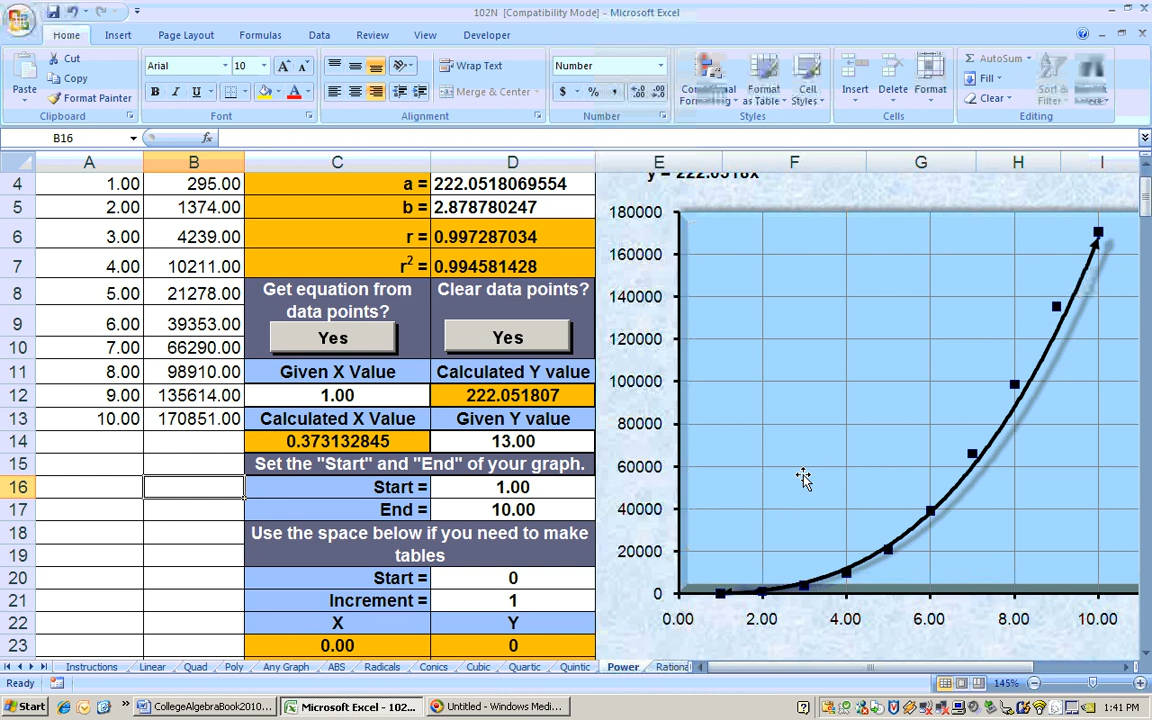 102N [Compatibility Mode] - Microsoft Excel
Home Insert Page Layout Formulas Data Review View Developer
Cut
Copy
Format Painter
Paste
Clipboard
Arial 10
B I U
Font
Wrap Text
Merge & Center
Alignment
Number
$ % ,
Number
Conditional Formatting
Format as Table
Cell Styles
Styles
Insert Delete Format
Cells
AutoSum
Fill
Clear
Sort & Filter
Editing
B16 fx
A B C D E F G H I
4 1.00 295.00 a = 222.0518069554
5 2.00 1374.00 b = 2.878780247
6 3.00 4239.00 r = 0.997287034
7 4.00 10211.00 r² = 0.994581428
8 5.00 21278.00 Get equation from data points? Clear data points?
9 6.00 39353.00 Yes Yes
10 7.00 66290.00
11 8.00 98910.00 Given X Value Calculated Y value
12 9.00 135614.00 1.00 222.051807
13 10.00 170851.00 Calculated X Value Given Y value
14 0.373132845 13.00
15 Set the "Start" and "End" of your graph.
16 Start = 1.00
17 End = 10.00
18 Use the space below if you need to make
19 tables
20 Start = 0
21 Increment = 1
22 X Y
23 0.00 0
y = 222.0518x
180000
160000
140000
120000
100000
80000
60000
40000
20000
0
0.00 2.00 4.00 6.00 8.00 10.00
Instructions Linear Quad Poly Any Graph ABS Radicals Conics Cubic Quartic Quintic Power Rationa
Ready 145%
Start CollegeAlgebraBook2010... Microsoft Excel - 102... Untitled - Windows Medi... 1:41 PM